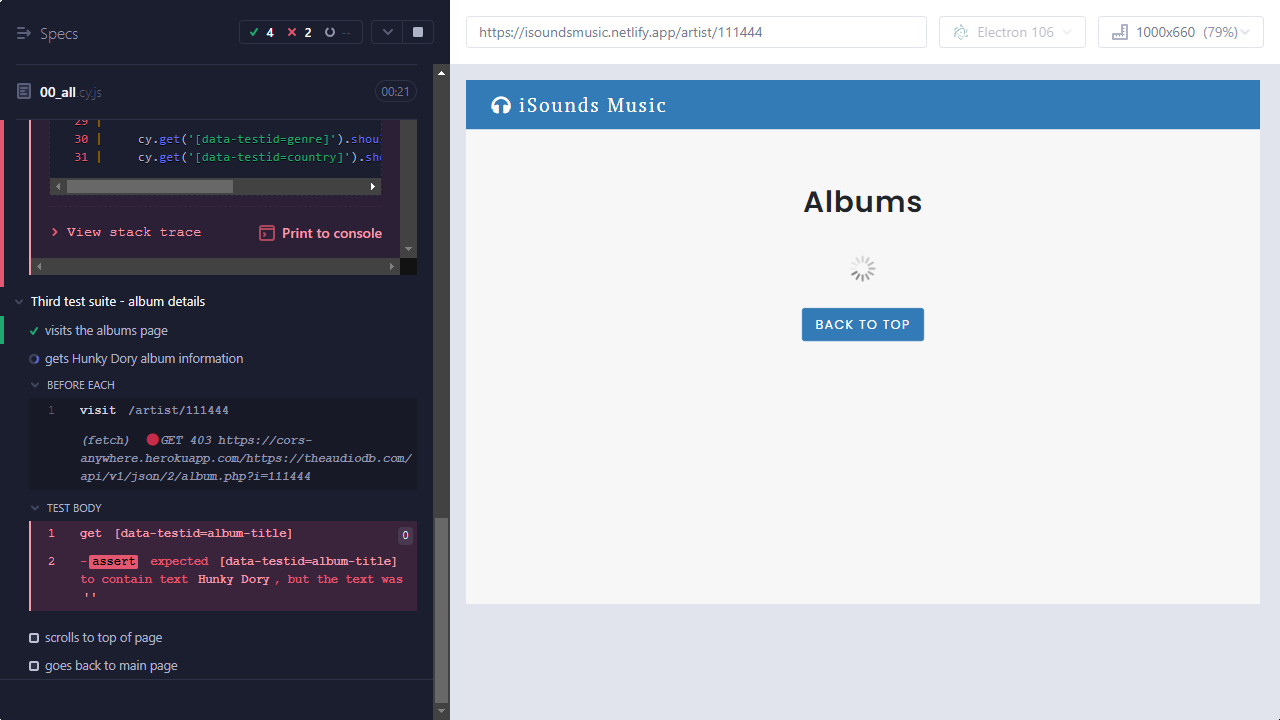 Specs
4 2 --
00_all.cy.js 00:21
29 |
30 | cy.get('[data-testid=genre]').shou
31 | cy.get('[data-testid=country]').sho
> View stack trace
Print to console
Third test suite - album details
visits the albums page
gets Hunky Dory album information
BEFORE EACH
1 visit /artist/111444
(fetch) GET 403 https://cors-
anywhere.herokuapp.com/https://theaudiodb.com/
api/v1/json/2/album.php?i=111444
TEST BODY
1 get [data-testid=album-title] 0
2 -assert expected [data-testid=album-title]
to contain text Hunky Dory, but the text was
''
scrolls to top of page
goes back to main page
https://isoundsmusic.netlify.app/artist/111444
Electron 106
1000x660 (79%)
iSounds Music
Albums
BACK TO TOP